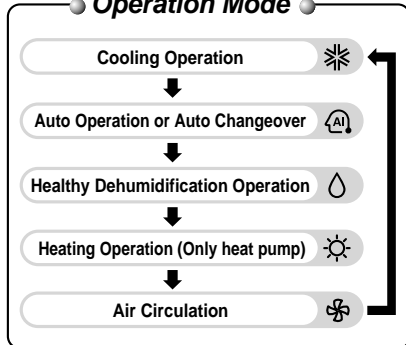 Operation Mode
Cooling Operation
Auto Operation or Auto Changeover
AI
Healthy Dehumidification Operation
Heating Operation (Only heat pump)
Air Circulation